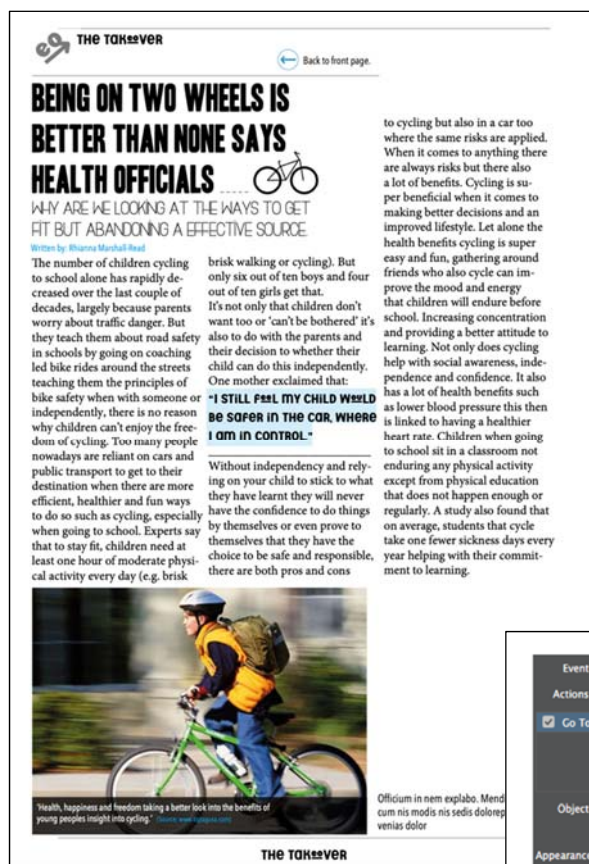 THE TAKEOVER
Back to front page.
BEING ON TWO WHEELS IS
BETTER THAN NONE SAYS
HEALTH OFFICIALS
WHY ARE WE LOOKING AT THE WAYS TO GET
FIT BUT ABANDONING A EFFECTIVE SOURCE.
Written by: Rhianna Marshall-Read
The number of children cycling
to school alone has rapidly de-
creased over the last couple of
decades, largely because parents
worry about traffic danger. But
they teach them about road safety
in schools by going on coaching
led bike rides around the streets
teaching them the principles of
bike safety when with someone or
independently, there is no reason
why children can't enjoy the free-
dom of cycling. Too many people
nowadays are reliant on cars and
public transport to get to their
destination when there are more
efficient, healthier and fun ways
to do so such as cycling, especially
when going to school. Experts say
that to stay fit, children need at
least one hour of moderate physi-
cal activity every day (e.g. brisk
brisk walking or cycling). But
only six out of ten boys and four
out of ten girls get that.
It's not only that children don't
want too or 'can't be bothered' it's
also to do with the parents and
their decision to whether their
child can do this independently.
One mother exclaimed that:
"I STILL FEEL MY CHILD WOULD
BE SAFER IN THE CAR, WHERE
I AM IN CONTROL."
Without independency and rely-
ing on your child to stick to what
they have learnt they will never
have the confidence to do things
by themselves or even prove to
themselves that they have the
choice to be safe and responsible,
there are both pros and cons
to cycling but also in a car too
where the same risks are applied.
When it comes to anything there
are always risks but there also
a lot of benefits. Cycling is su-
per beneficial when it comes to
making better decisions and an
improved lifestyle. Let alone the
health benefits cycling is super
easy and fun, gathering around
friends who also cycle can im-
prove the mood and energy
that children will endure before
school. Increasing concentration
and providing a better attitude to
learning. Not only does cycling
help with social awareness, inde-
pendence and confidence. It also
has a lot of health benefits such
as lower blood pressure this then
is linked to having a healthier
heart rate. Children when going
to school sit in a classroom not
enduring any physical activity
except from physical education
that does not happen enough or
regularly. A study also found that
on average, students that cycle
take one fewer sickness days every
year helping with their commit-
ment to learning.
'Health, happiness and freedom taking a better look into the benefits of
young peoples insight into cycling.'
Officium in nem explabo. Mend
cum nis modis nis sedis dolorep
venias dolor
THE TAKEOVER
Event
Actions
Go To
Object
Appearance